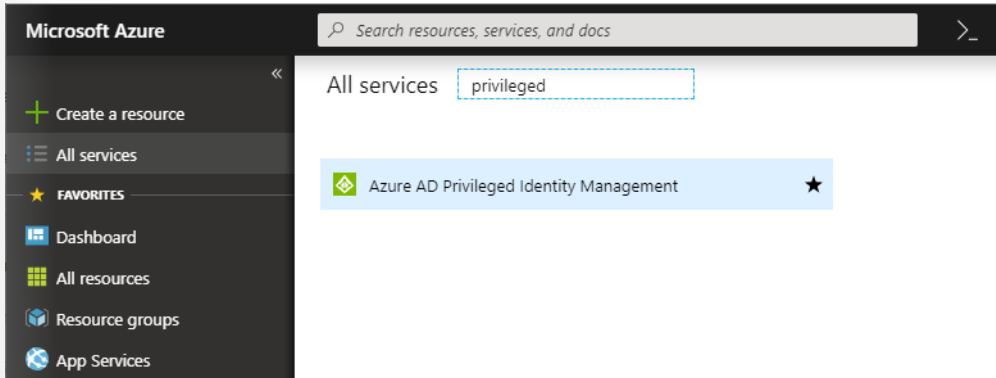 Microsoft Azure
Search resources, services, and docs
>_
«
All services
privileged
Create a resource
All services
Azure AD Privileged Identity Management
FAVORITES
Dashboard
All resources
Resource groups
App Services